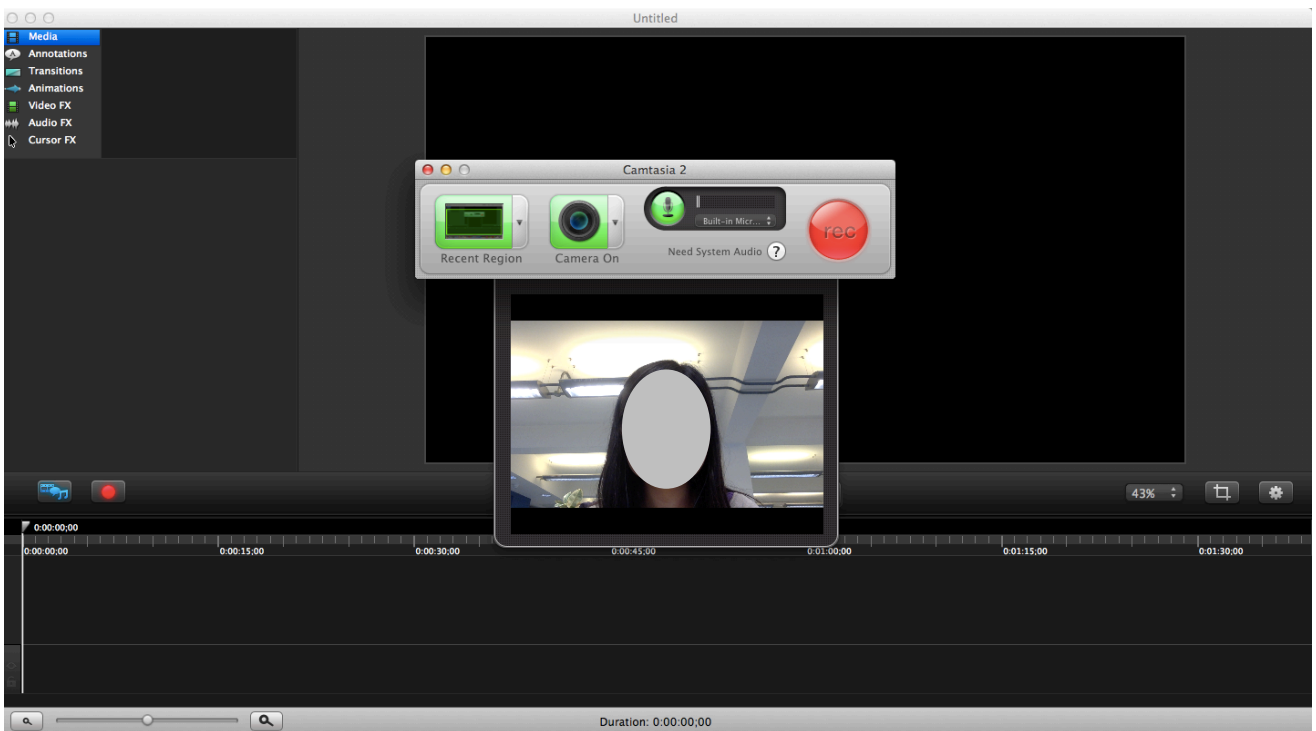 Untitled
Media
Annotations
Transitions
Animations
Video FX
Audio FX
Cursor FX
Camtasia 2
Built-in Micr...
rec
Recent Region
Camera On
Need System Audio ?
43%
0:00:00;00
0:00:00;00 0:00:15;00 0:00:30;00 0:00:45;00 0:01:00;00 0:01:15;00 0:01:30;00
Duration: 0:00:00;00